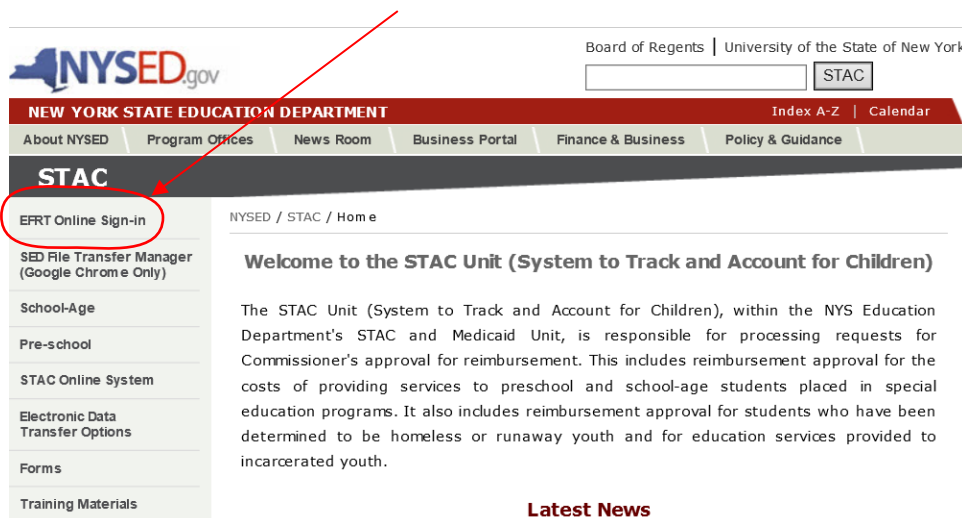 Board of Regents | University of the State of New York
NYSED.gov
STAC
NEW YORK STATE EDUCATION DEPARTMENT
Index A-Z | Calendar
About NYSED Program Offices News Room Business Portal Finance & Business Policy & Guidance
STAC
EFRT Online Sign-in
SED File Transfer Manager
(Google Chrome Only)
School-Age
Pre-school
STAC Online System
Electronic Data
Transfer Options
Forms
Training Materials
NYSED / STAC / Home
Welcome to the STAC Unit (System to Track and Account for Children)
The STAC Unit (System to Track and Account for Children), within the NYS Education
Department's STAC and Medicaid Unit, is responsible for processing requests for
Commissioner's approval for reimbursement. This includes reimbursement approval for the
costs of providing services to preschool and school-age students placed in special
education programs. It also includes reimbursement approval for students who have been
determined to be homeless or runaway youth and for education services provided to
incarcerated youth.
Latest News